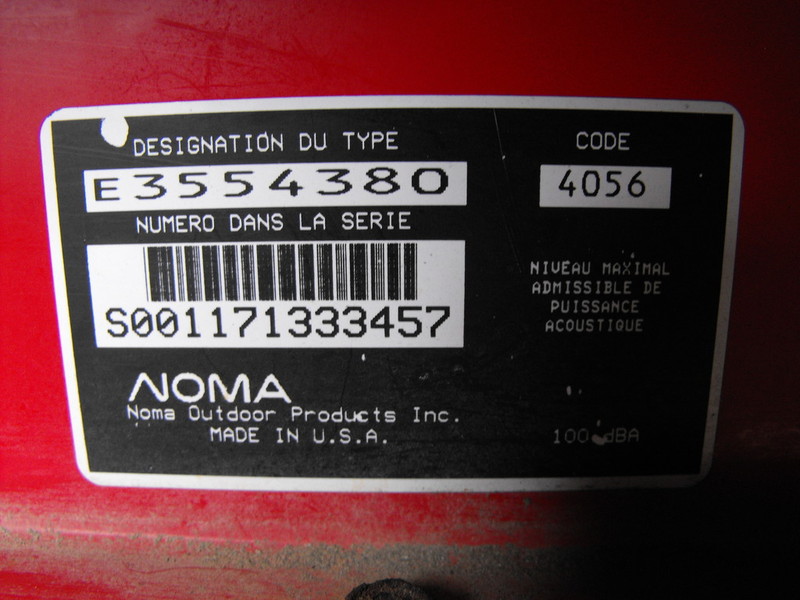 DESIGNATION DU TYPE
E3554380
CODE
4056
NUMERO DANS LA SERIE
S001171333457
NIVEAU MAXIMAL
ADMISSIBLE DE
PUISSANCE
ACOUSTIQUE
NOMA
Noma Outdoor Products Inc.
MADE IN U.S.A.
100 dBA